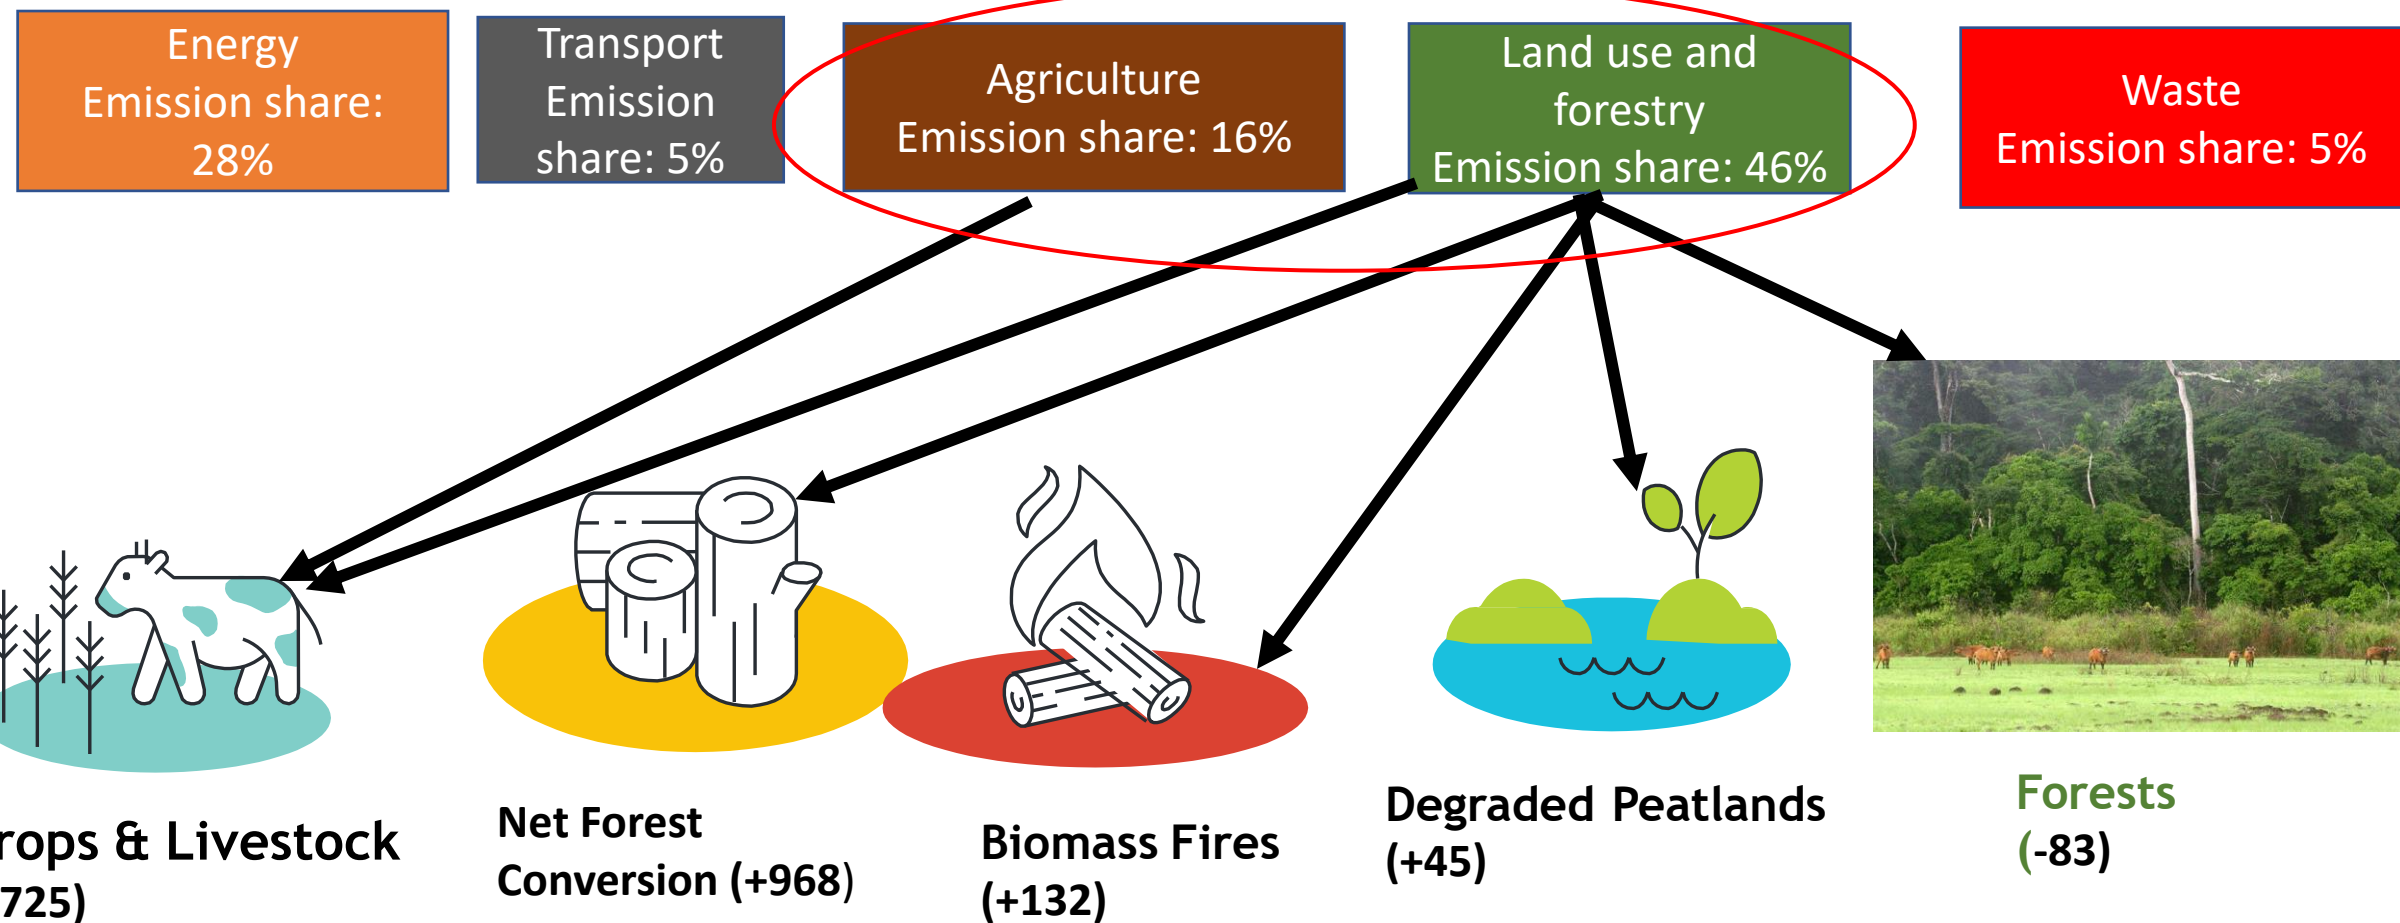 Energy
Emission share:
28%
Transport
Emission
share: 5%
Agriculture
Emission share: 16%
Land use and
forestry
Emission share: 46%
Waste
Emission share: 5%
rops & Livestock
725)
Net Forest
Conversion (+968)
Biomass Fires
(+132)
Degraded Peatlands
(+45)
Forests
(-83)